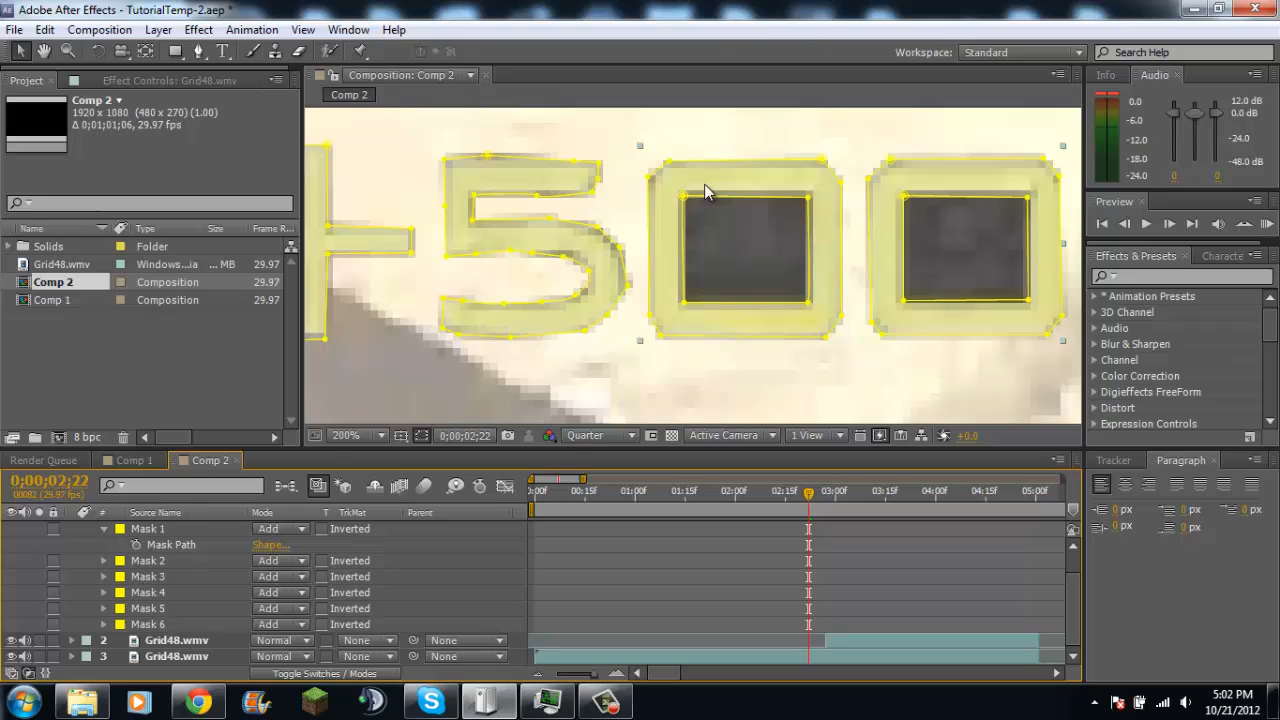 Adobe After Effects - TutorialTemp-2.aep *
File Edit Composition Layer Effect Animation View Window Help
Workspace: Standard Search Help
Project Effect Controls: Grid48.wmv
Composition: Comp 2
Info Audio
Comp 2
1920 x 1080 (480 x 270) (1.00)
Δ 0;01;01;06, 29.97 fps
Comp 2
0.0
-6.0
-12.0
-18.0
-24.0
12.0 dB
0.0 dB
-24.0
-48.0 dB
0 0
+500
Preview
Name Type Size Frame R...
Solids Folder
Grid48.wmv Windows...ia ... MB 29.97
Comp 2 Composition 29.97
Comp 1 Composition 29.97
Effects & Presets Characte
* Animation Presets
3D Channel
Audio
Blur & Sharpen
Channel
Color Correction
Digieffects FreeForm
Distort
Expression Controls
8 bpc
200% 0;00;02;22 Quarter Active Camera 1 View +0.0
Render Queue Comp 1 Comp 2
Tracker Paragraph
0;00;02;22
00082 (29.97 fps)
0:00f 00:15f 01:00f 01:15f 02:00f 02:15f 03:00f 03:15f 04:00f 04:15f 05:00f
# Source Name Mode T TrkMat Parent
Mask 1 Add Inverted
Mask Path Shape...
Mask 2 Add Inverted
Mask 3 Add Inverted
Mask 4 Add Inverted
Mask 5 Add Inverted
Mask 6 Add Inverted
2 Grid48.wmv Normal None None
3 Grid48.wmv Normal None None
Toggle Switches / Modes
0 px 0 px 0 px
0 px 0 px
5:02 PM
10/21/2012